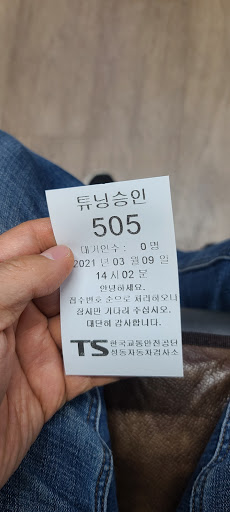 튜닝승인
505
대기인수 : 0 명
2021 년 03 월 09 일
14 시 02 분
안녕하세요.
접수번호 순으로 처리하오니
잠시만 기다려 주십시오.
대단히 감사합니다.
TS 한국교통안전공단
성동자동차검사소